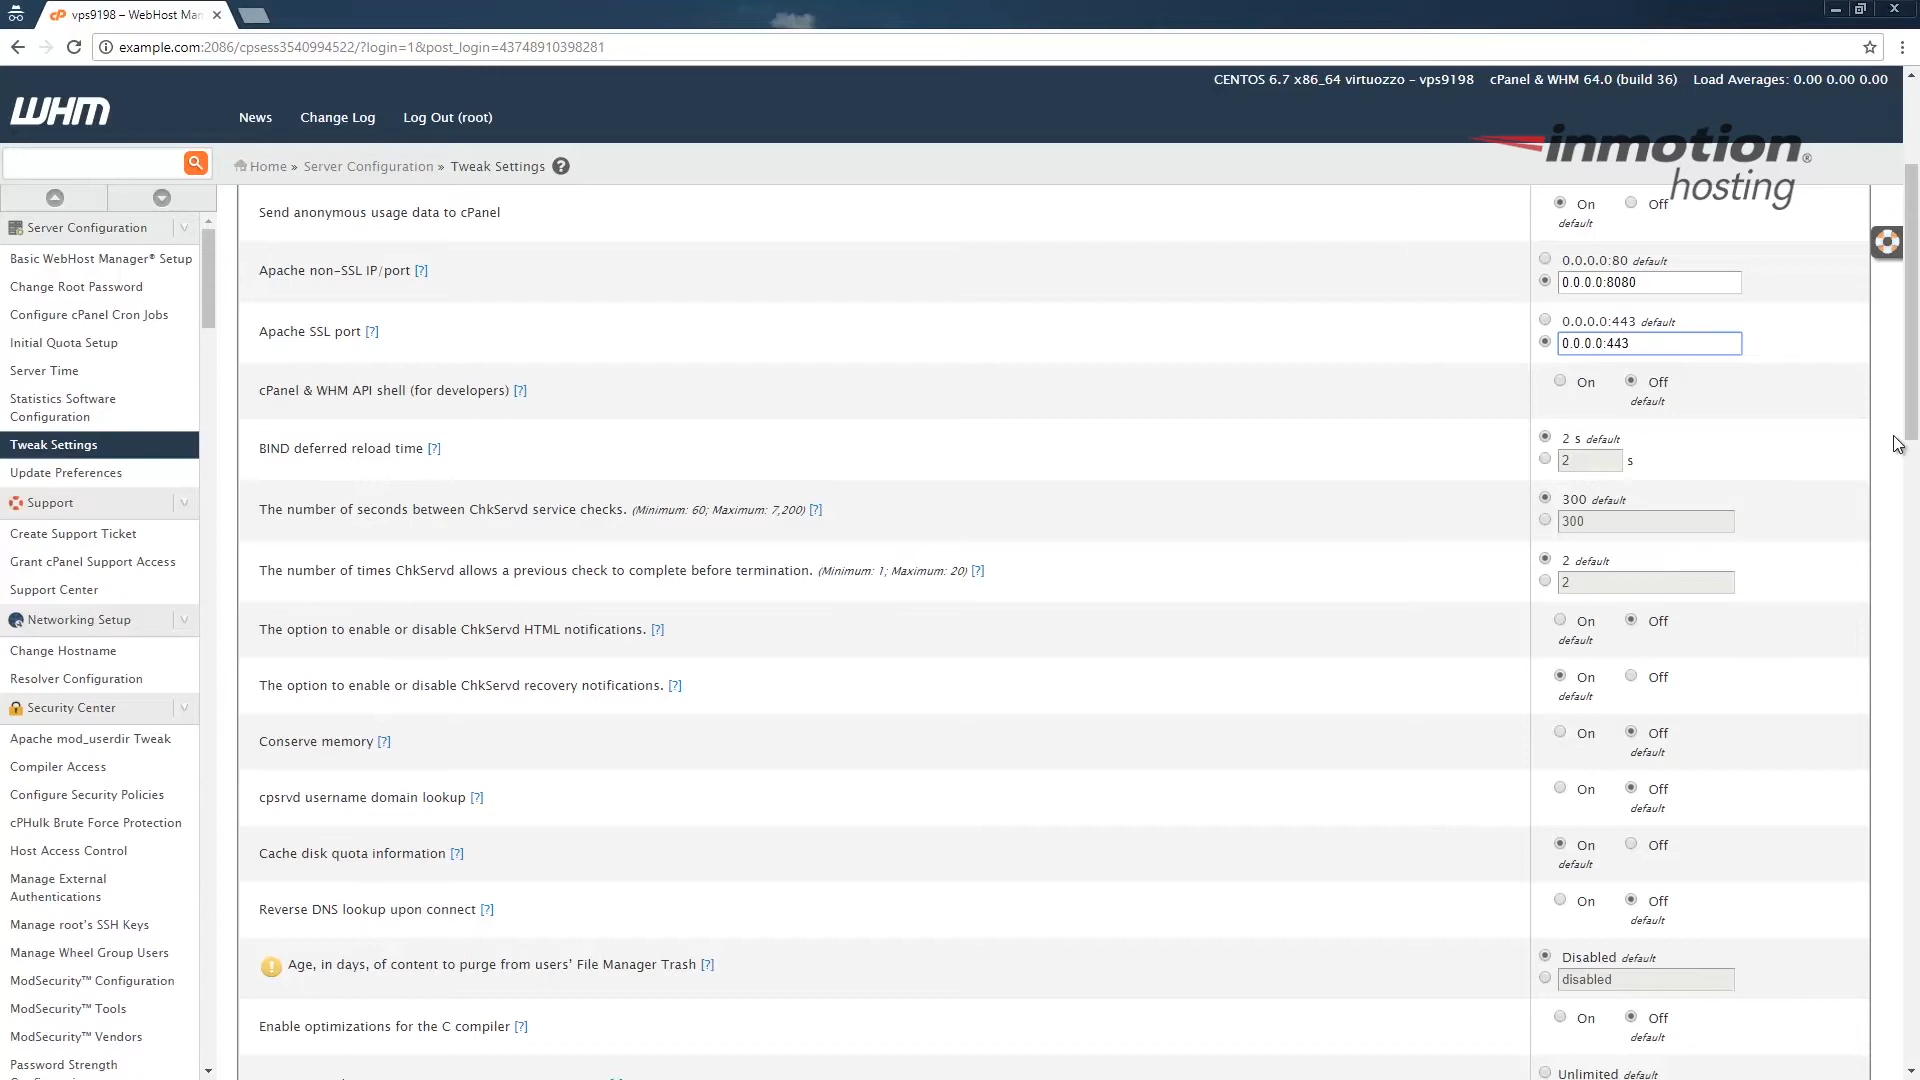 vps9198 – WebHost Man
example.com:2086/cpsess3540994522/?login=1&post_login=43748910398281
CENTOS 6.7 x86_64 virtuozzo – vps9198 cPanel & WHM 64.0 (build 36) Load Averages: 0.00 0.00 0.00
WHM
News Change Log Log Out (root)
inmotion®
hosting
Home » Server Configuration » Tweak Settings
Server Configuration
Basic WebHost Manager® Setup
Change Root Password
Configure cPanel Cron Jobs
Initial Quota Setup
Server Time
Statistics Software
Configuration
Tweak Settings
Update Preferences
Support
Create Support Ticket
Grant cPanel Support Access
Support Center
Networking Setup
Change Hostname
Resolver Configuration
Security Center
Apache mod_userdir Tweak
Compiler Access
Configure Security Policies
cPHulk Brute Force Protection
Host Access Control
Manage External
Authentications
Manage root's SSH Keys
Manage Wheel Group Users
ModSecurity™ Configuration
ModSecurity™ Tools
ModSecurity™ Vendors
Password Strength
Send anonymous usage data to cPanel
On Off
default
Apache non-SSL IP/port [?]
0.0.0.0:80 default
0.0.0.0:8080
Apache SSL port [?]
0.0.0.0:443 default
0.0.0.0:443
cPanel & WHM API shell (for developers) [?]
On Off
default
BIND deferred reload time [?]
2 s default
2 s
The number of seconds between ChkServd service checks. (Minimum: 60; Maximum: 7,200) [?]
300 default
300
The number of times ChkServd allows a previous check to complete before termination. (Minimum: 1; Maximum: 20) [?]
2 default
2
The option to enable or disable ChkServd HTML notifications. [?]
On Off
default
The option to enable or disable ChkServd recovery notifications. [?]
On Off
default
Conserve memory [?]
On Off
default
cpsrvd username domain lookup [?]
On Off
default
Cache disk quota information [?]
On Off
default
Reverse DNS lookup upon connect [?]
On Off
default
Age, in days, of content to purge from users' File Manager Trash [?]
Disabled default
disabled
Enable optimizations for the C compiler [?]
On Off
default
Unlimited default